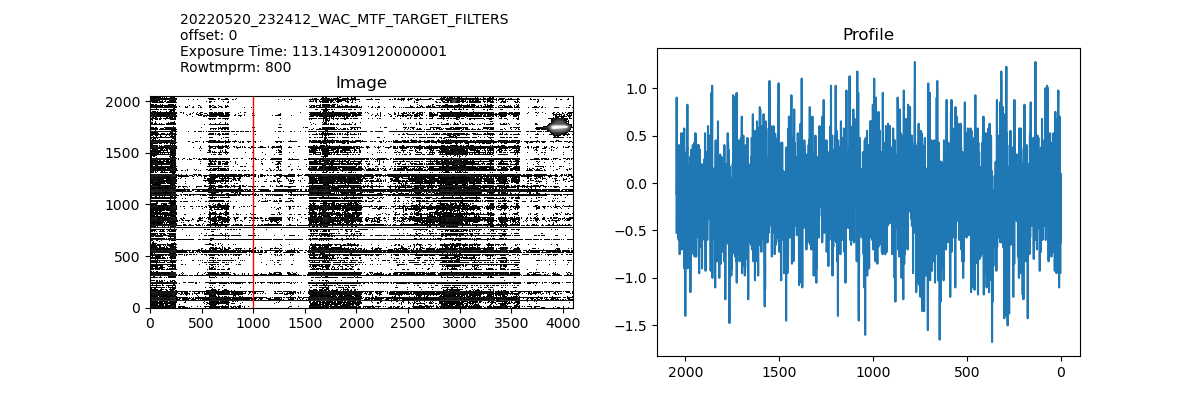 20220520_232412_WAC_MTF_TARGET_FILTERS
offset: 0
Exposure Time: 113.14309120000001
Rowtmprm: 800
Image
2000
1500
1000
500
0
0 500 1000 1500 2000 2500 3000 3500 4000
Profile
1.0
0.5
0.0
−0.5
−1.0
−1.5
2000 1500 1000 500 0